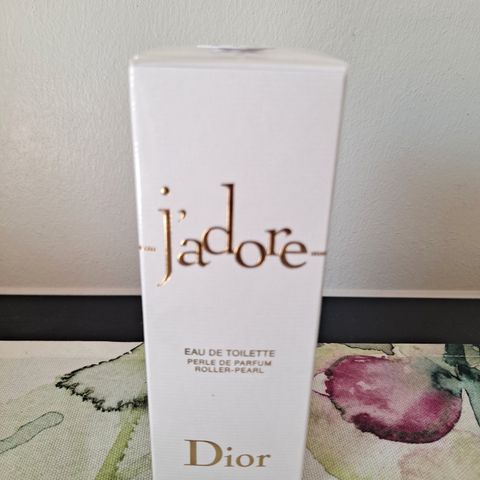 j'adore
EAU DE TOILETTE
PERLE DE PARFUM
ROLLER-PEARL
Dior